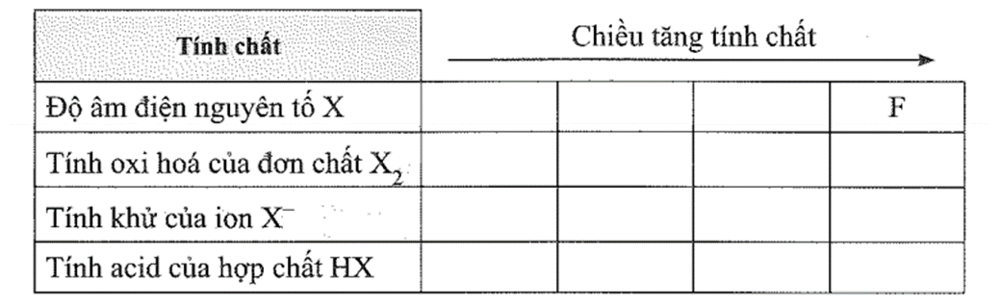 Tính chất
Chiều tăng tính chất
Độ âm điện nguyên tố X
F
Tính oxi hoá của đơn chất X₂
Tính khử của ion X⁻
Tính acid của hợp chất HX